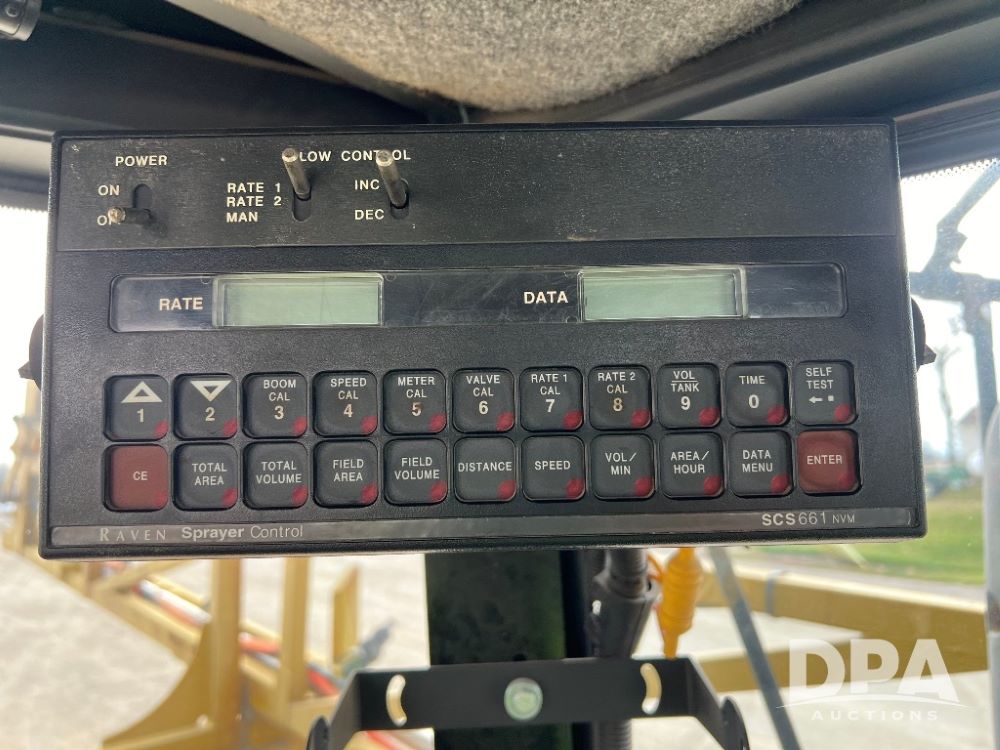 POWER
LOW CONTROL
ON
RATE 1
RATE 2
MAN
INC
DEC
RATE
DATA
1
2
BOOM CAL 3
SPEED CAL 4
METER CAL 5
VALVE CAL 6
RATE 1 CAL 7
RATE 2 CAL 8
VOL TANK 9
TIME 0
SELF TEST
CE
TOTAL AREA
TOTAL VOLUME
FIELD AREA
FIELD VOLUME
DISTANCE
SPEED
VOL/ MIN
AREA/ HOUR
DATA MENU
ENTER
RAVEN Sprayer Control
SCS661 NVM
DPA
AUCTIONS